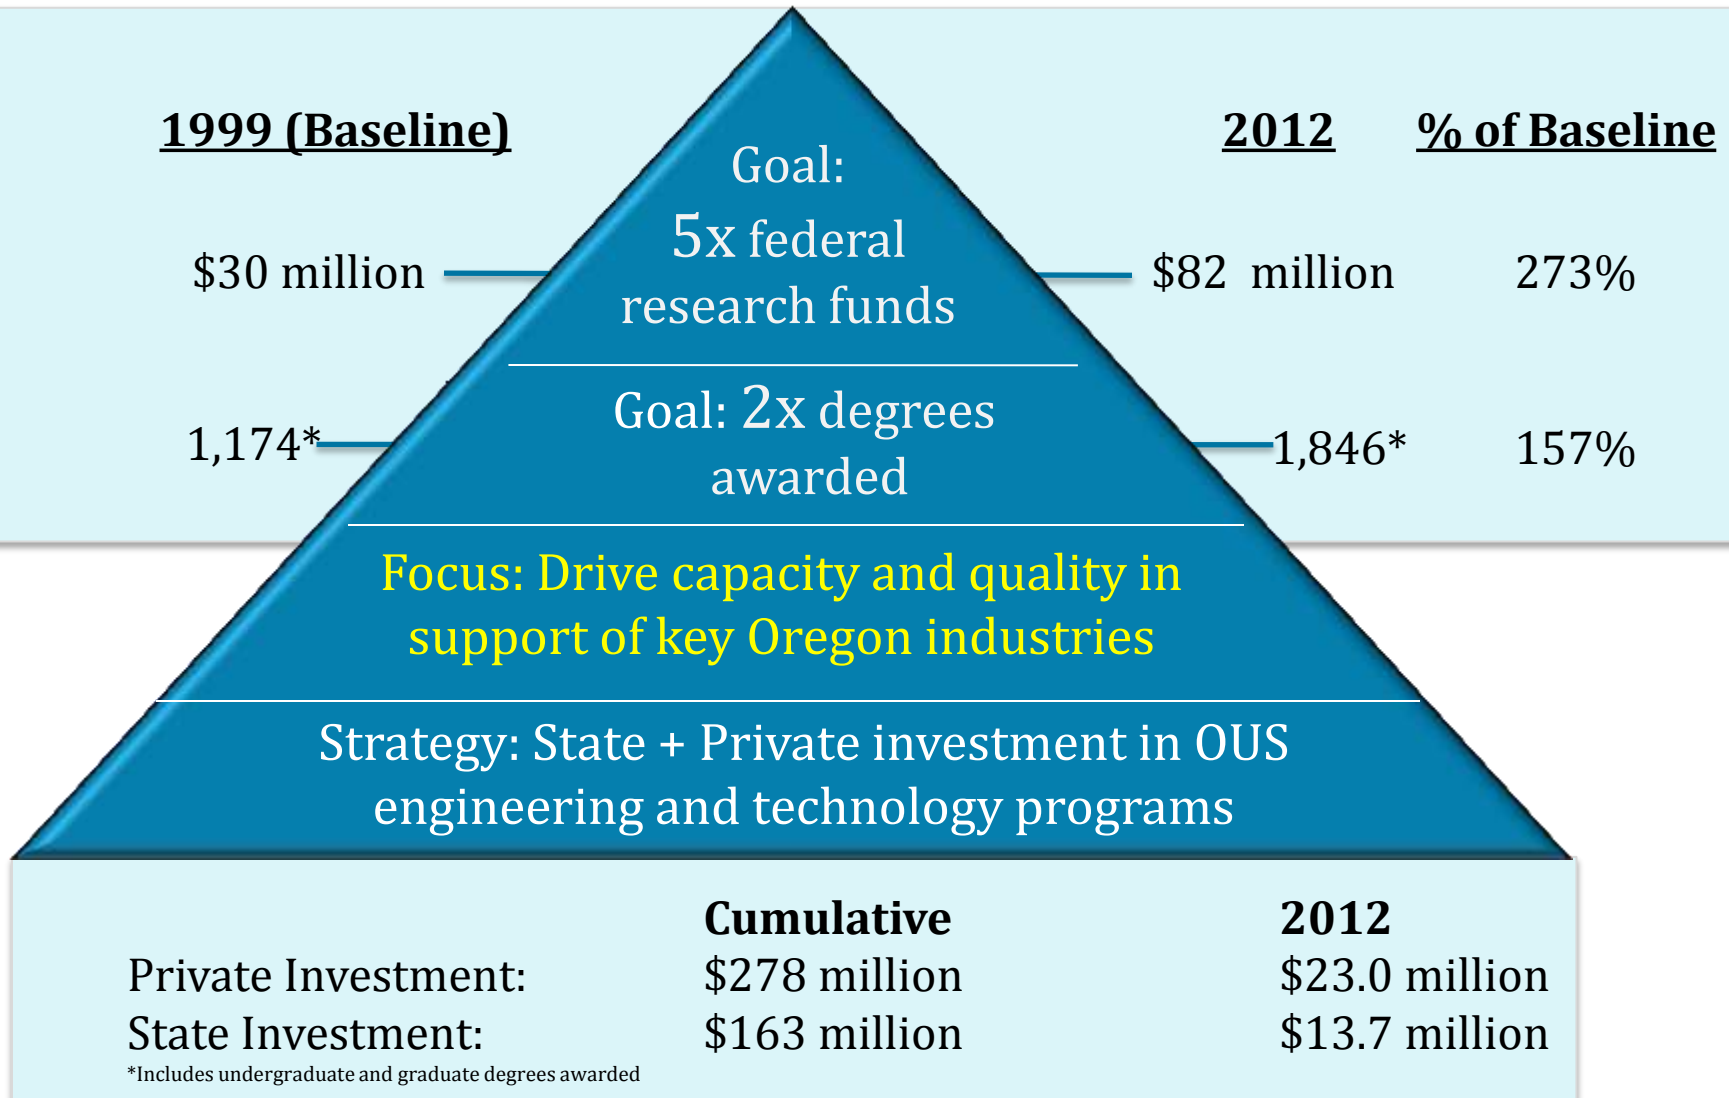 1999 (Baseline)
2012 % of Baseline
Goal:
5x federal
research funds
$30 million
$82 million 273%
Goal: 2x degrees
awarded
1,174*
1,846* 157%
Focus: Drive capacity and quality in
support of key Oregon industries
Strategy: State + Private investment in OUS
engineering and technology programs
Cumulative 2012
Private Investment: $278 million $23.0 million
State Investment: $163 million $13.7 million
*Includes undergraduate and graduate degrees awarded